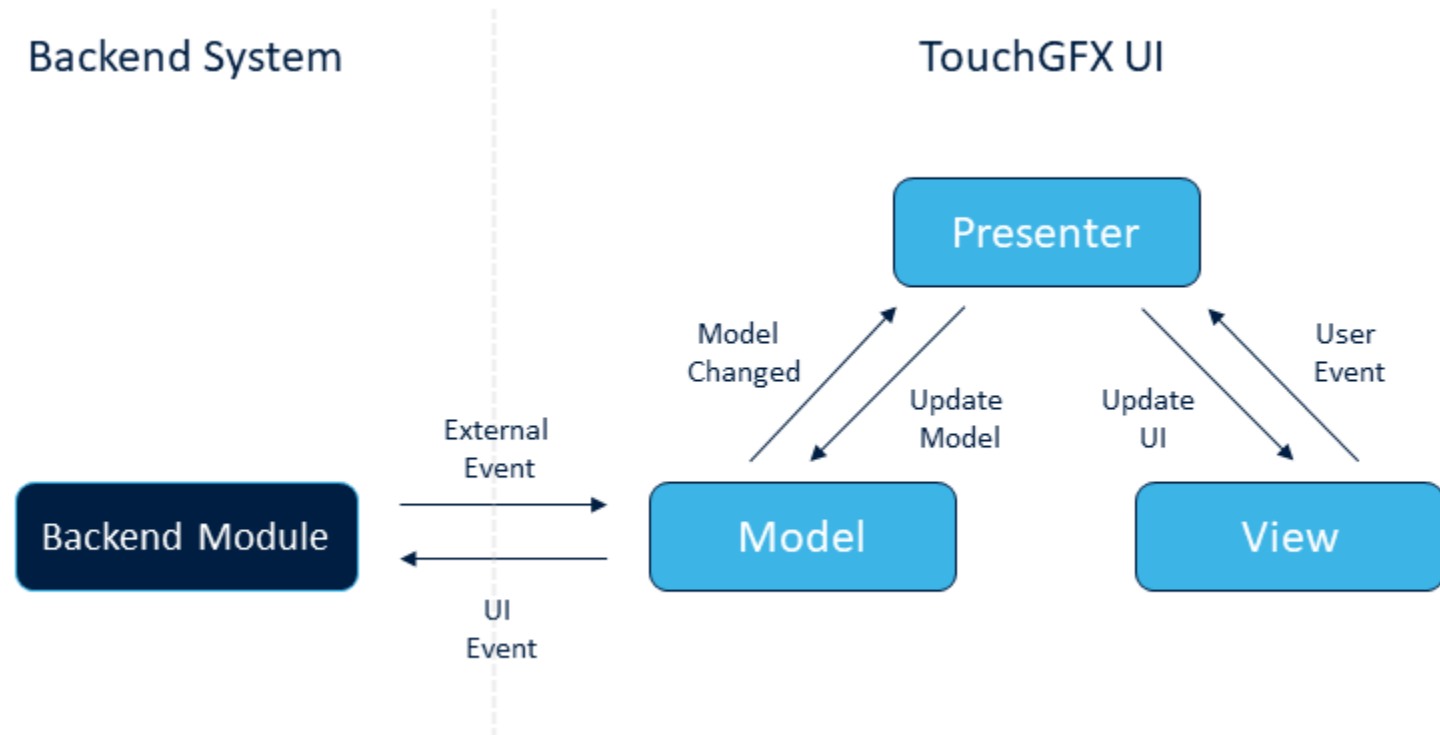 Backend System
TouchGFX UI
Presenter
Model
Changed
User
Event
Update
Model
Update
UI
External
Event
Backend Module
Model
View
UI
Event